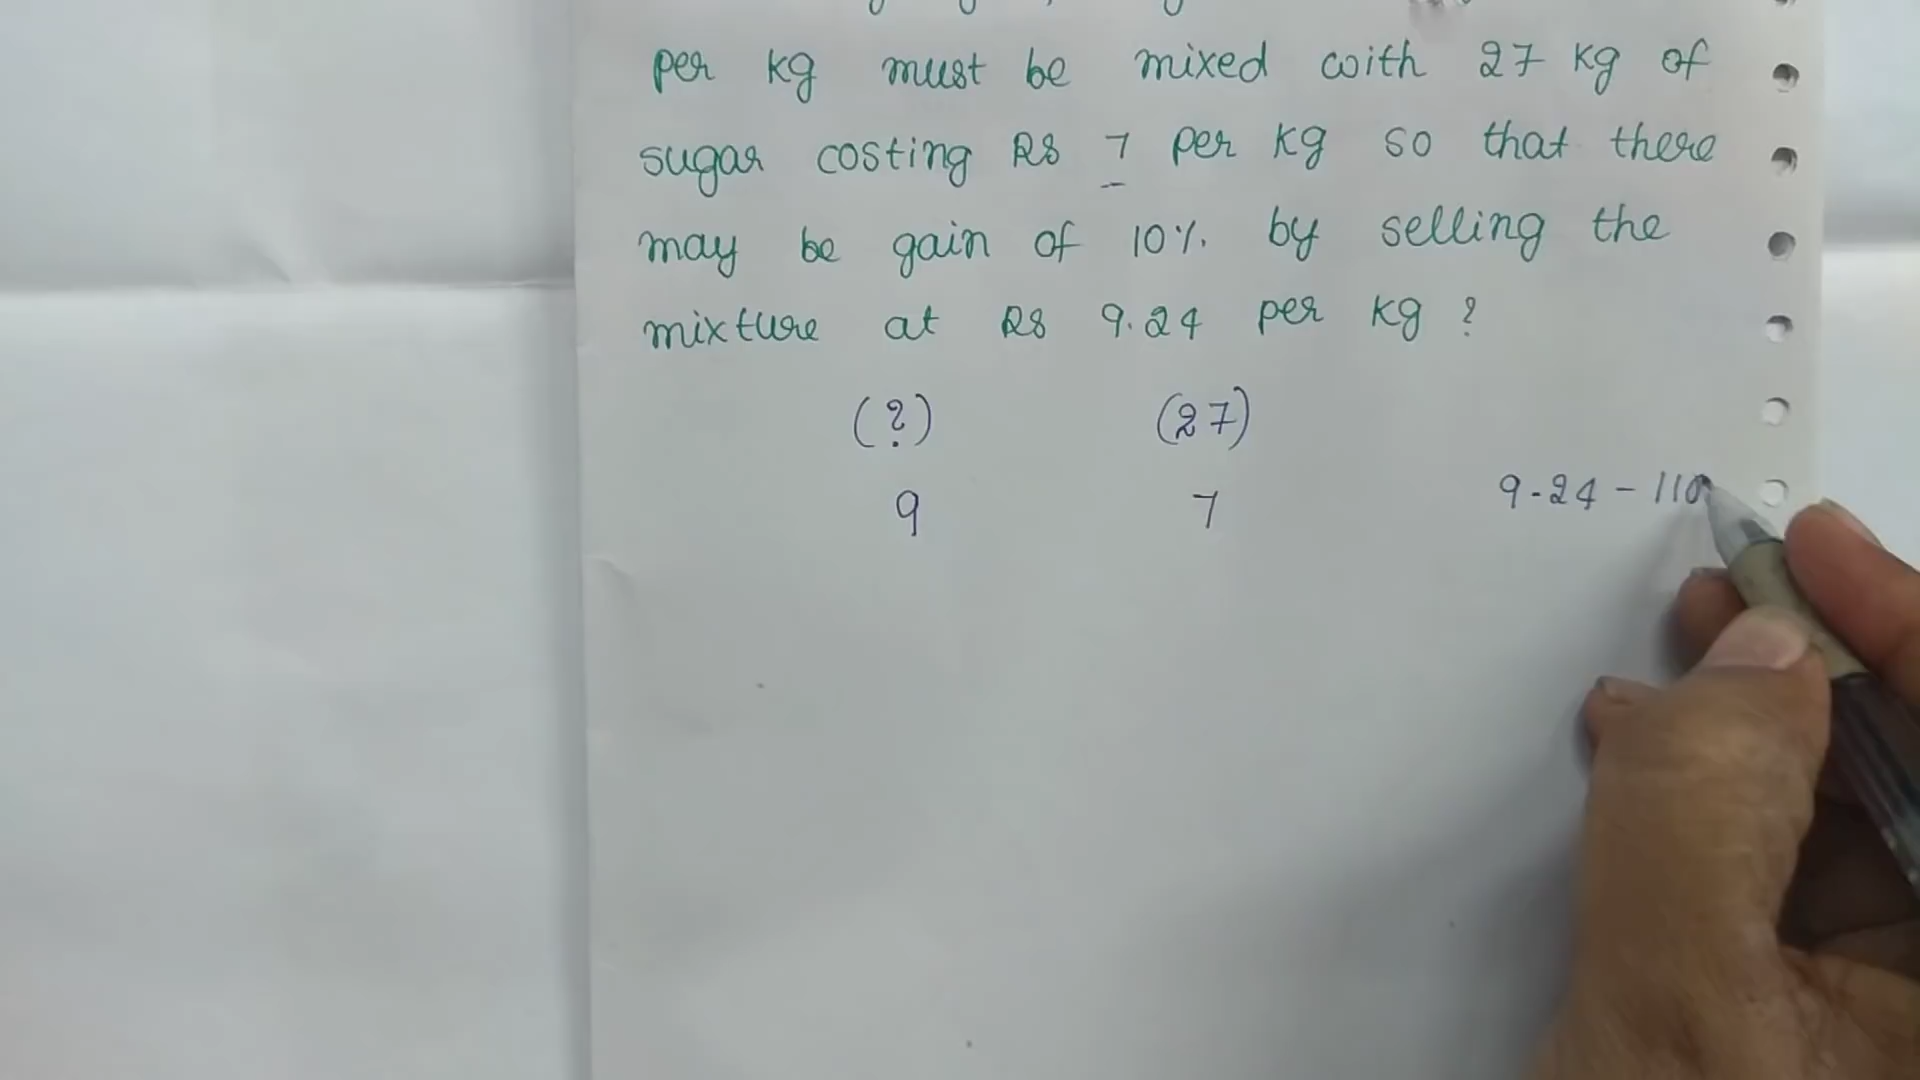 per kg must be mixed with 27 kg of
sugar costing Rs 7 per kg so that there
may be gain of 10% by selling the
mixture at Rs 9.24 per kg ?
(?) (27)
9 7 9.24 - 110